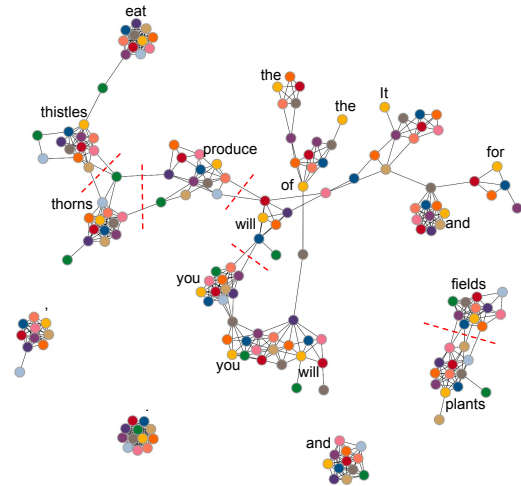 eat
the
thistles
the
It
produce
for
of
thorns
will
and
you
fields
,
you
will
plants
.
and